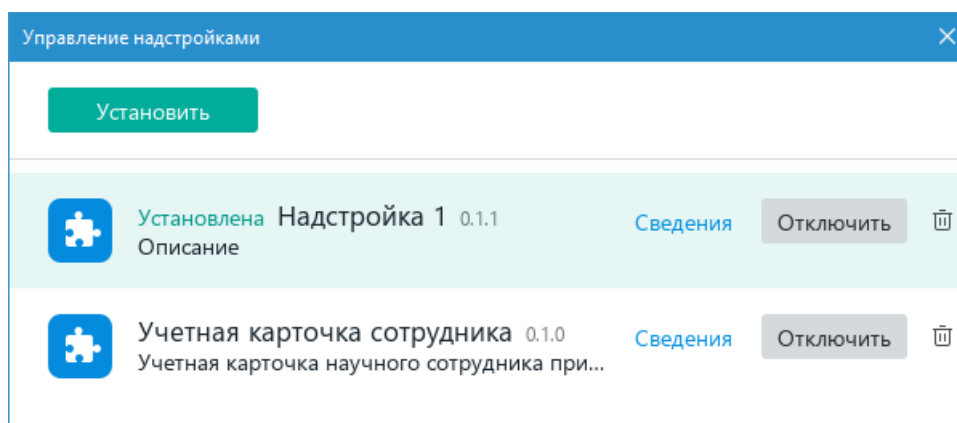 Управление надстройками
Установить
Установлена Надстройка 1 0.1.1 Сведения Отключить
Описание
Учетная карточка сотрудника 0.1.0 Сведения Отключить
Учетная карточка научного сотрудника при...